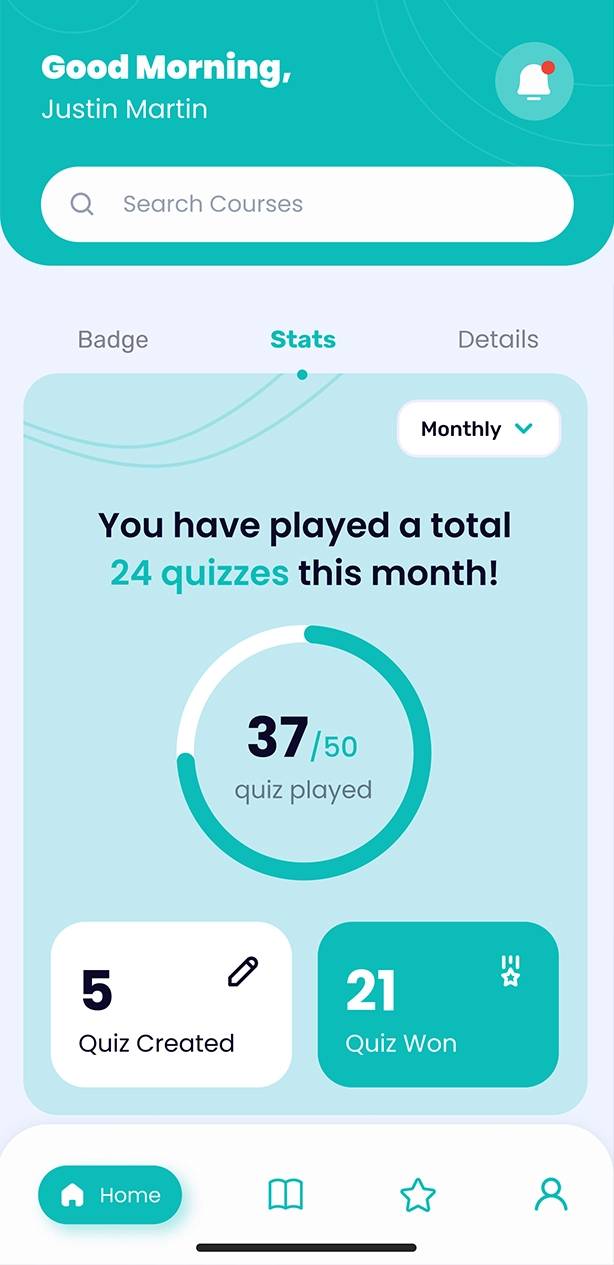 Good Morning,
Justin Martin
Search Courses
Badge
Stats
Details
Monthly
You have played a total
24 quizzes this month!
37/50
quiz played
5
Quiz Created
21
Quiz Won
Home